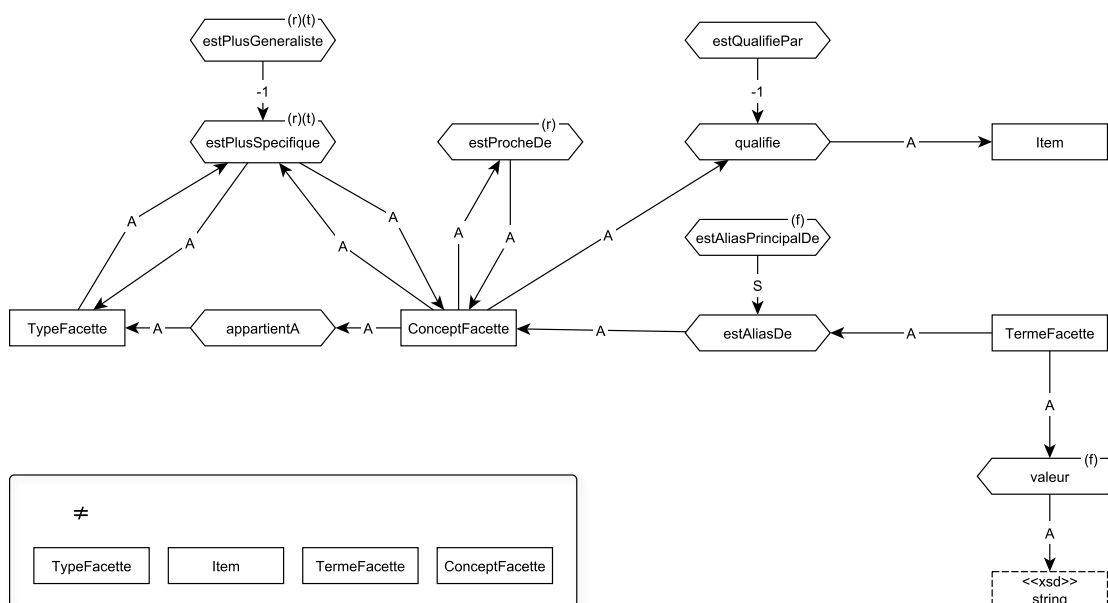 (r)(t)
estPlusGeneraliste
estQualifiePar
-1
-1
(r)(t)
estPlusSpecifique
(r)
estProcheDe
qualifie
A
Item
A
A
A
A
A
A
A
A
(f)
estAliasPrincipalDe
S
TypeFacette
A
appartientA
A
ConceptFacette
A
estAliasDe
A
TermeFacette
A
(f)
valeur
A
≠
TypeFacette
Item
TermeFacette
ConceptFacette
<<xsd>>
string